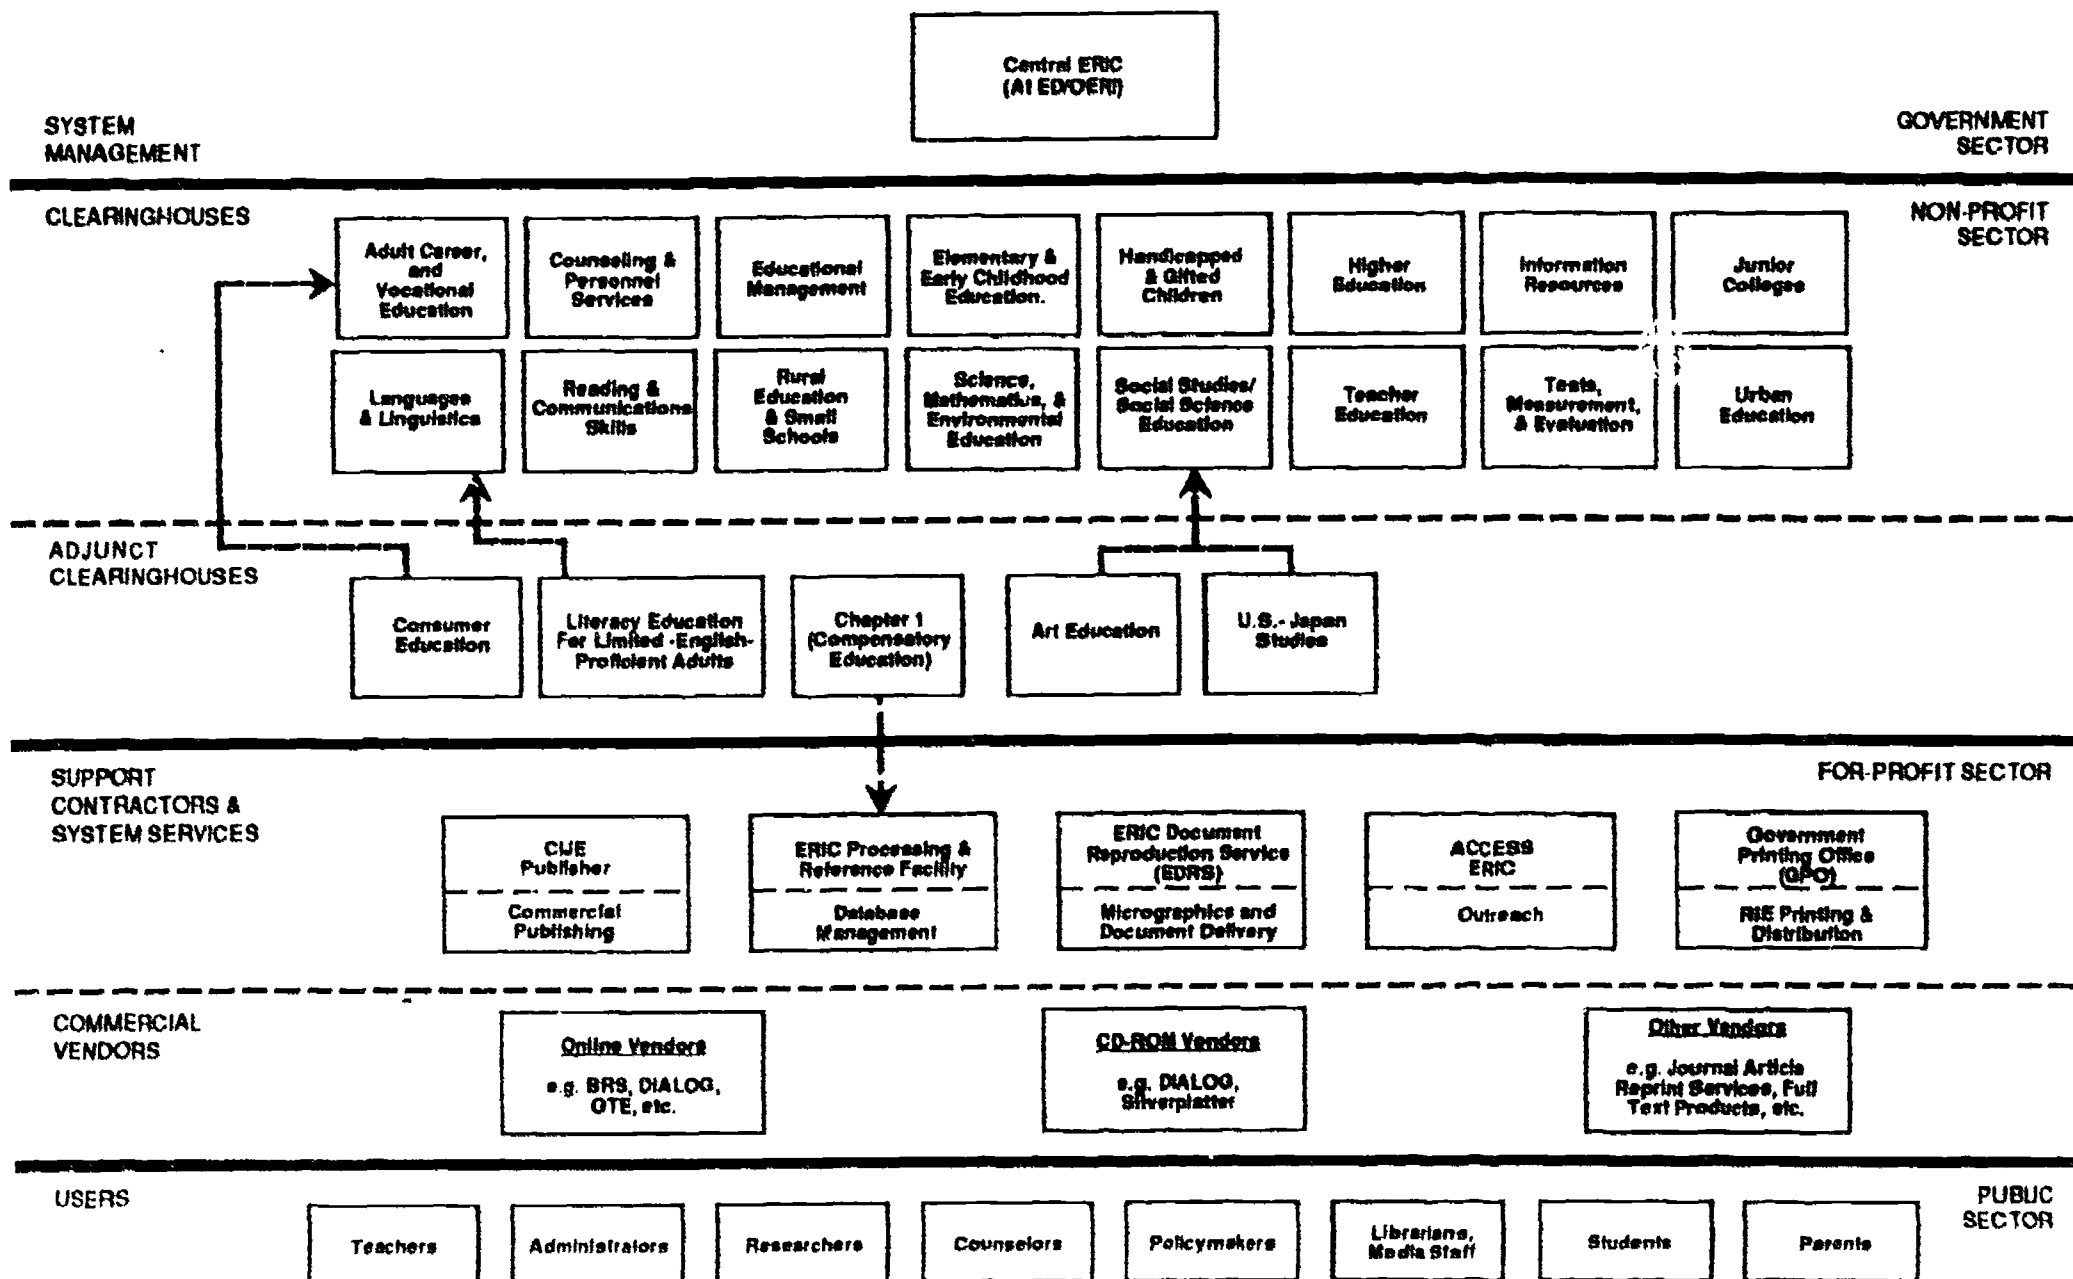 Central ERIC
(At ED/OERI)
SYSTEM
MANAGEMENT
GOVERNMENT
SECTOR
CLEARINGHOUSES
NON-PROFIT
SECTOR
Adult Career,
and
Vocational
Education
Counseling &
Personnel
Services
Educational
Management
Elementary &
Early Childhood
Education.
Handicapped
& Gifted
Children
Higher
Education
Information
Resources
Junior
Colleges
Languages
& Linguistics
Reading &
Communications
Skills
Rural
Education
& Small
Schools
Science,
Mathematics, &
Environmental
Education
Social Studies/
Social Science
Education
Teacher
Education
Tests,
Measurement,
& Evaluation
Urban
Education
ADJUNCT
CLEARINGHOUSES
Consumer
Education
Literacy Education
For Limited -English-
Proficient Adults
Chapter 1
(Compensatory
Education)
Art Education
U.S.- Japan
Studies
SUPPORT
CONTRACTORS &
SYSTEM SERVICES
FOR-PROFIT SECTOR
CIJE
Publisher
Commercial
Publishing
ERIC Processing &
Reference Facility
Database
Management
ERIC Document
Reproduction Service
(EDRS)
Micrographics and
Document Delivery
ACCESS
ERIC
Outreach
Government
Printing Office
(GPO)
RIE Printing &
Distribution
COMMERCIAL
VENDORS
Online Vendors
e.g. BRS, DIALOG,
OTE, etc.
CD-ROM Vendors
e.g. DIALOG,
Silverplatter
Other Vendors
e.g. Journal Article
Reprint Services, Full
Text Products, etc.
USERS
PUBLIC
SECTOR
Teachers
Administrators
Researchers
Counselors
Policymakers
Librarians,
Media Staff
Students
Parents